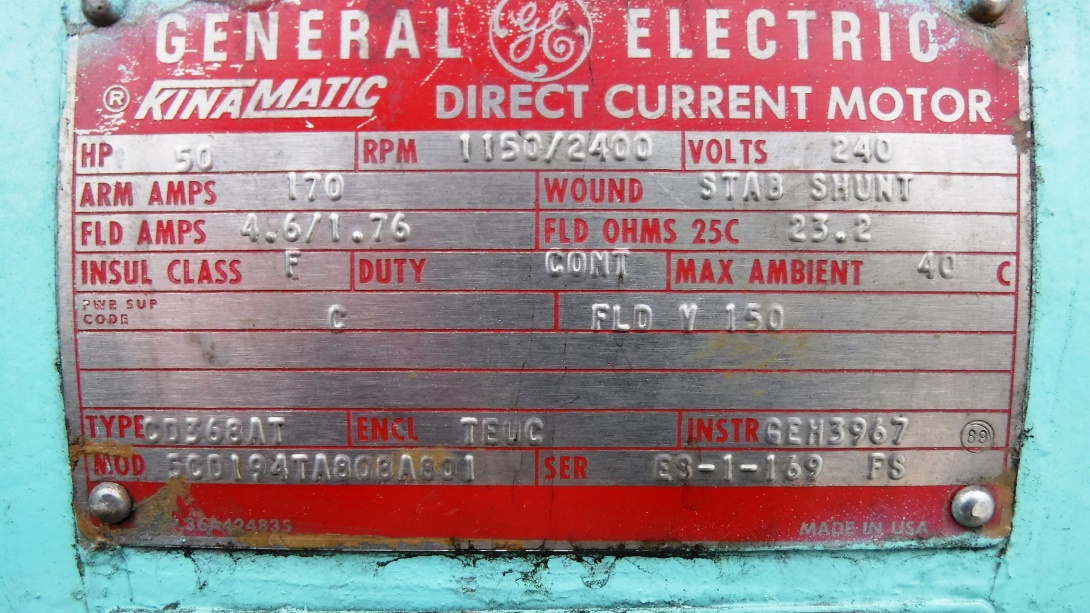 GENERAL GE ELECTRIC
® KINAMATIC DIRECT CURRENT MOTOR
HP 50 RPM 1150/2400 VOLTS 240
ARM AMPS 170 WOUND STAB SHUNT
FLD AMPS 4.6/1.76 FLD OHMS 25C 23.2
INSUL CLASS F DUTY CONT MAX AMBIENT 40 C
PWR SUP
CODE C FLD V 150
TYPE CD368AT ENCL TEUC INSTR GEH3967 89
MOD 5CD194TA808A801 SER ES-1-169 FS
36A424835 MADE IN USA